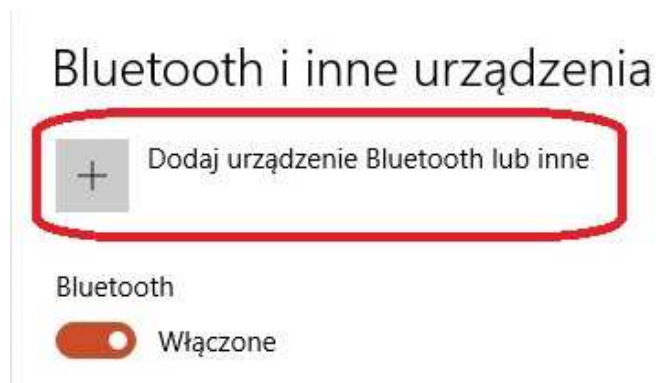 Bluetooth i inne urządzenia
Dodaj urządzenie Bluetooth lub inne
Bluetooth
Włączone